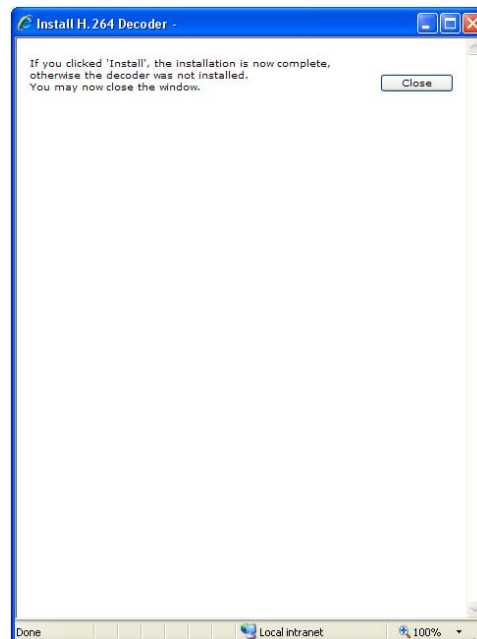 Install H.264 Decoder -
If you clicked 'Install', the installation is now complete,
otherwise the decoder was not installed.
You may now close the window.
Close
Done
Local intranet
100%